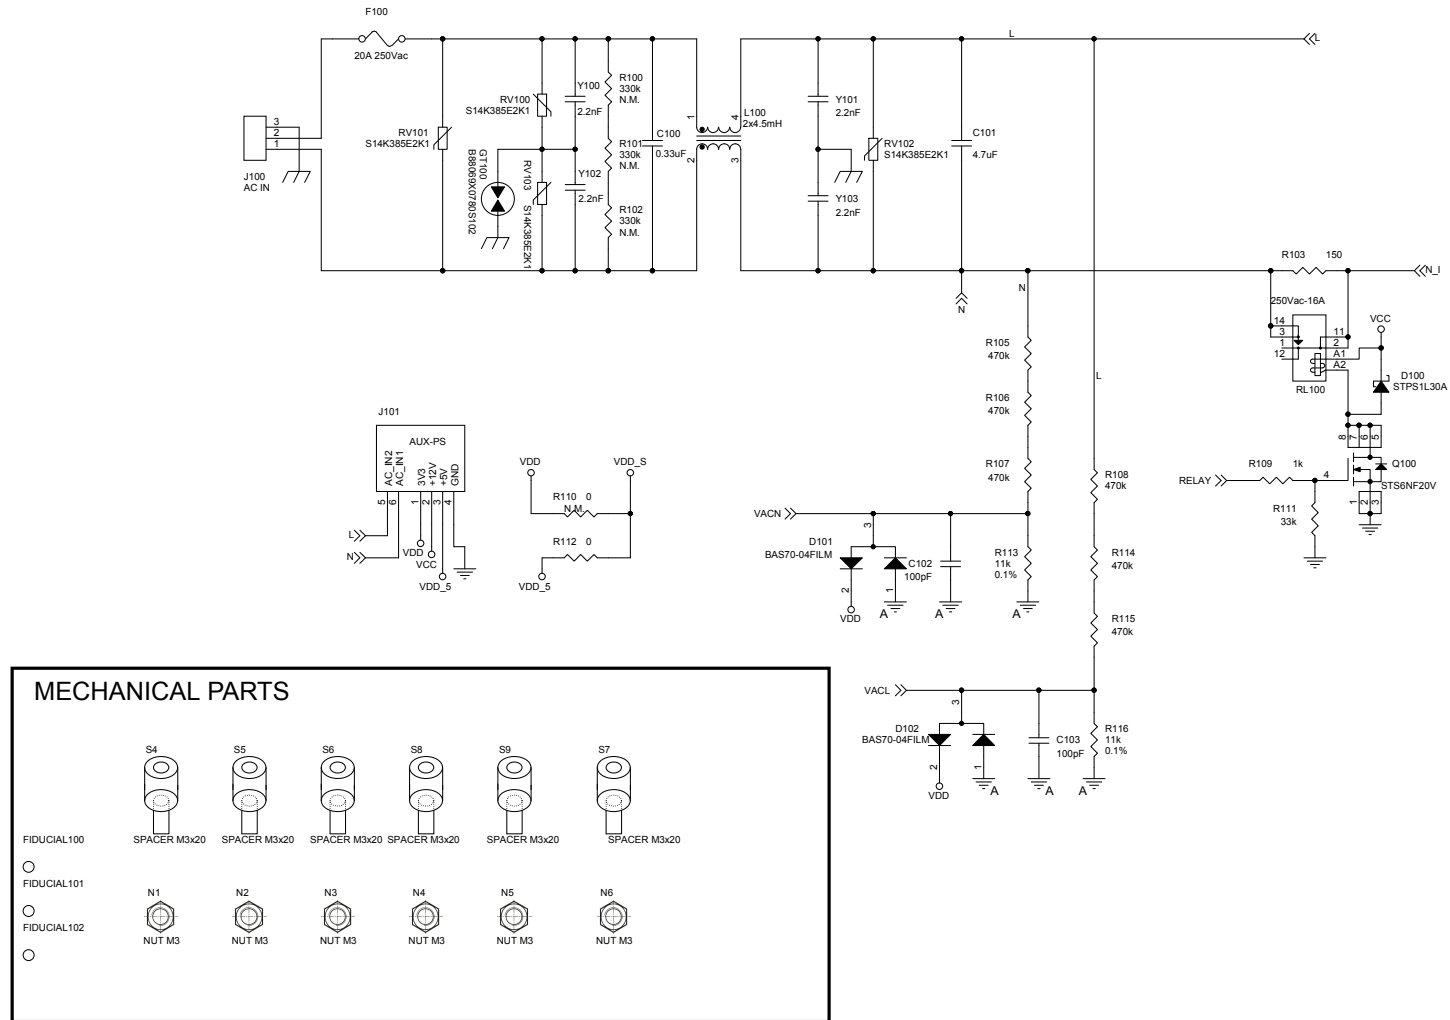 F100
20A 250Vac
3
2
1
J100
AC IN
RV101
S14K385E2K1
RV100
S14K385E2K1
GT100
B88069X0780S102
RV103
S14K385E2K1
Y100
2.2nF
Y102
2.2nF
R100
330k
N.M.
R101
330k
N.M.
R102
330k
N.M.
C100
0.33uF
1
4
2
3
L100
2x4.5mH
Y101
2.2nF
Y103
2.2nF
RV102
S14K385E2K1
C101
4.7uF
L
L
N
N
L
R103 150
N_I
250Vac-16A
14
3
1
12
11
2
A1
A2
RL100
VCC
D100
STPS1L30A
8
7
6
5
Q100
STS6NF20V
4
1
2
3
RELAY
R109 1k
R111
33k
R105
470k
R106
470k
R107
470k
R108
470k
J101
AUX-PS
AC_IN2
AC_IN1
3V3
+12V
+5V
GND
5
6
1
2
3
4
L
N
VDD
VCC
VDD_5
VDD
VDD_S
R110 0
N.M.
R112 0
VDD_5
VACN
3
D101
BAS70-04FILM
2
1
VDD
C102
100pF
R113
11k
0.1%
A
A
A
R114
470k
R115
470k
VACL
3
D102
BAS70-04FILM
2
1
VDD
C103
100pF
R116
11k
0.1%
A
A
A
MECHANICAL PARTS
S4
S5
S6
S8
S9
S7
SPACER M3x20
SPACER M3x20
SPACER M3x20
SPACER M3x20
SPACER M3x20
SPACER M3x20
FIDUCIAL100
FIDUCIAL101
FIDUCIAL102
N1
N2
N3
N4
N5
N6
NUT M3
NUT M3
NUT M3
NUT M3
NUT M3
NUT M3